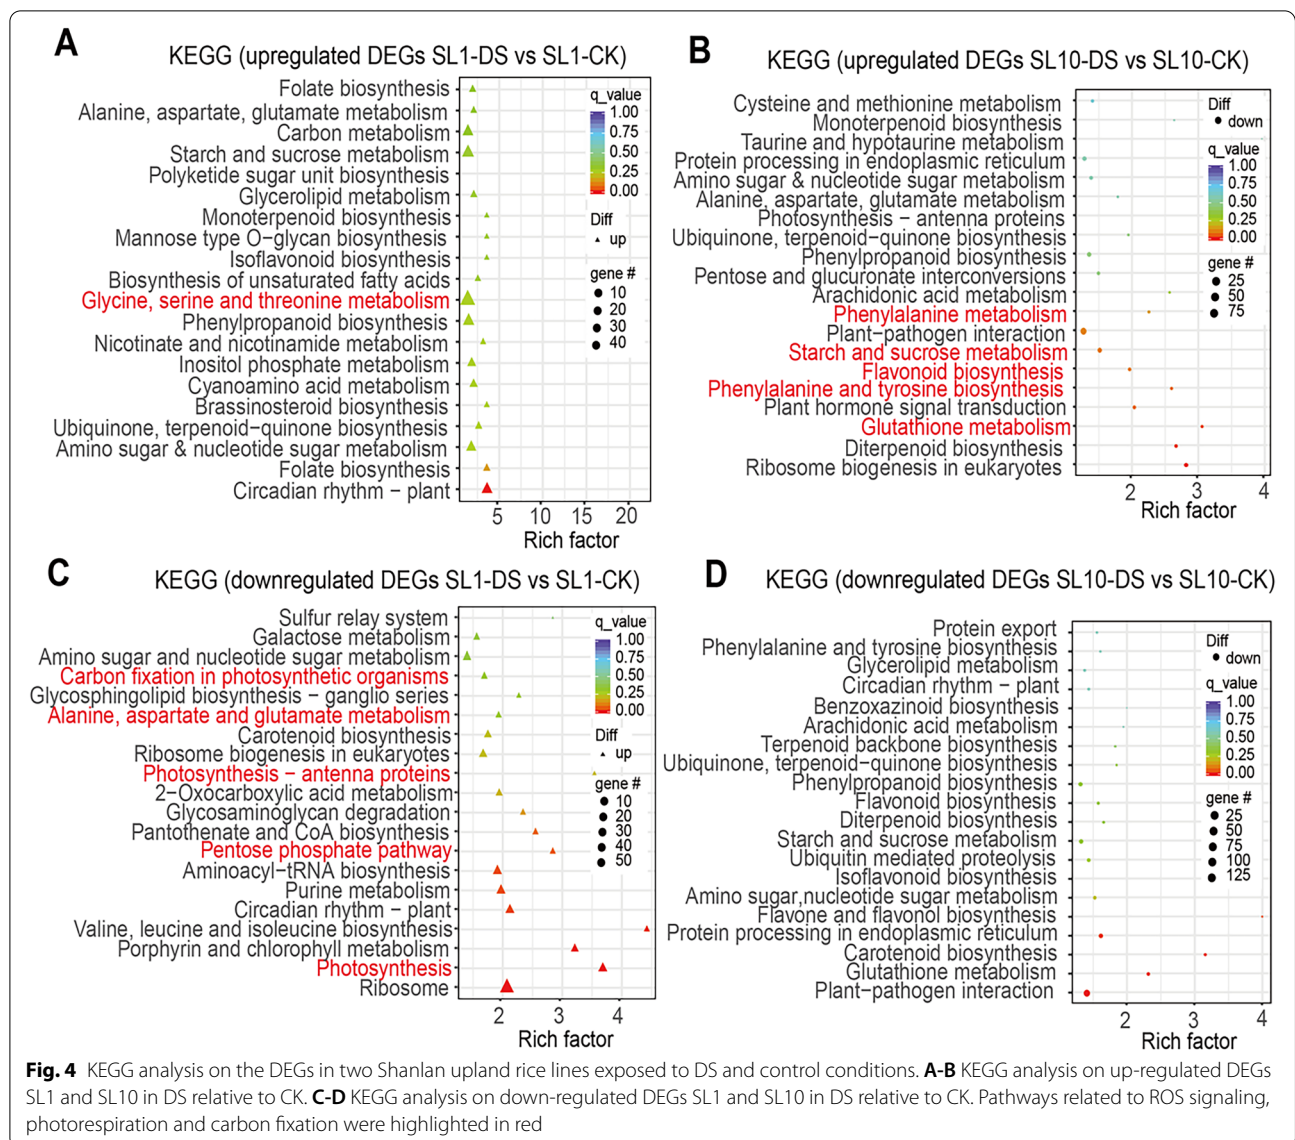 A
KEGG (upregulated DEGs SL1-DS vs SL1-CK)
Folate biosynthesis
Alanine, aspartate, glutamate metabolism
Carbon metabolism
Starch and sucrose metabolism
Polyketide sugar unit biosynthesis
Glycerolipid metabolism
Monoterpenoid biosynthesis
Mannose type O−glycan biosynthesis
Isoflavonoid biosynthesis
Biosynthesis of unsaturated fatty acids
Glycine, serine and threonine metabolism
Phenylpropanoid biosynthesis
Nicotinate and nicotinamide metabolism
Inositol phosphate metabolism
Cyanoamino acid metabolism
Brassinosteroid biosynthesis
Ubiquinone, terpenoid−quinone biosynthesis
Amino sugar & nucleotide sugar metabolism
Folate biosynthesis
Circadian rhythm − plant
5 10 15 20
Rich factor
q_value
1.00
0.75
0.50
0.25
0.00
Diff
up
gene #
10
20
30
40
B
KEGG (upregulated DEGs SL10-DS vs SL10-CK)
Cysteine and methionine metabolism
Monoterpenoid biosynthesis
Taurine and hypotaurine metabolism
Protein processing in endoplasmic reticulum
Amino sugar & nucleotide sugar metabolism
Alanine, aspartate, glutamate metabolism
Photosynthesis − antenna proteins
Ubiquinone, terpenoid−quinone biosynthesis
Phenylpropanoid biosynthesis
Pentose and glucuronate interconversions
Arachidonic acid metabolism
Phenylalanine metabolism
Plant−pathogen interaction
Starch and sucrose metabolism
Flavonoid biosynthesis
Phenylalanine and tyrosine biosynthesis
Plant hormone signal transduction
Glutathione metabolism
Diterpenoid biosynthesis
Ribosome biogenesis in eukaryotes
2 3 4
Rich factor
Diff
down
q_value
1.00
0.75
0.50
0.25
0.00
gene #
25
50
75
C
KEGG (downregulated DEGs SL1-DS vs SL1-CK)
Sulfur relay system
Galactose metabolism
Amino sugar and nucleotide sugar metabolism
Carbon fixation in photosynthetic organisms
Glycosphingolipid biosynthesis − ganglio series
Alanine, aspartate and glutamate metabolism
Carotenoid biosynthesis
Ribosome biogenesis in eukaryotes
Photosynthesis − antenna proteins
2−Oxocarboxylic acid metabolism
Glycosaminoglycan degradation
Pantothenate and CoA biosynthesis
Pentose phosphate pathway
Aminoacyl−tRNA biosynthesis
Purine metabolism
Circadian rhythm − plant
Valine, leucine and isoleucine biosynthesis
Porphyrin and chlorophyll metabolism
Photosynthesis
Ribosome
2 3 4
Rich factor
q_value
1.00
0.75
0.50
0.25
0.00
Diff
up
gene #
10
20
30
40
50
D
KEGG (downregulated DEGs SL10-DS vs SL10-CK)
Protein export
Phenylalanine and tyrosine biosynthesis
Glycerolipid metabolism
Circadian rhythm − plant
Benzoxazinoid biosynthesis
Arachidonic acid metabolism
Terpenoid backbone biosynthesis
Ubiquinone, terpenoid−quinone biosynthesis
Phenylpropanoid biosynthesis
Flavonoid biosynthesis
Diterpenoid biosynthesis
Starch and sucrose metabolism
Ubiquitin mediated proteolysis
Isoflavonoid biosynthesis
Amino sugar,nucleotide sugar metabolism
Flavone and flavonol biosynthesis
Protein processing in endoplasmic reticulum
Carotenoid biosynthesis
Glutathione metabolism
Plant−pathogen interaction
2 3 4
Rich factor
Diff
down
q_value
1.00
0.75
0.50
0.25
0.00
gene #
25
50
75
100
125
Fig. 4 KEGG analysis on the DEGs in two Shanlan upland rice lines exposed to DS and control conditions. A-B KEGG analysis on up-regulated DEGs
SL1 and SL10 in DS relative to CK. C-D KEGG analysis on down-regulated DEGs SL1 and SL10 in DS relative to CK. Pathways related to ROS signaling,
photorespiration and carbon fixation were highlighted in red